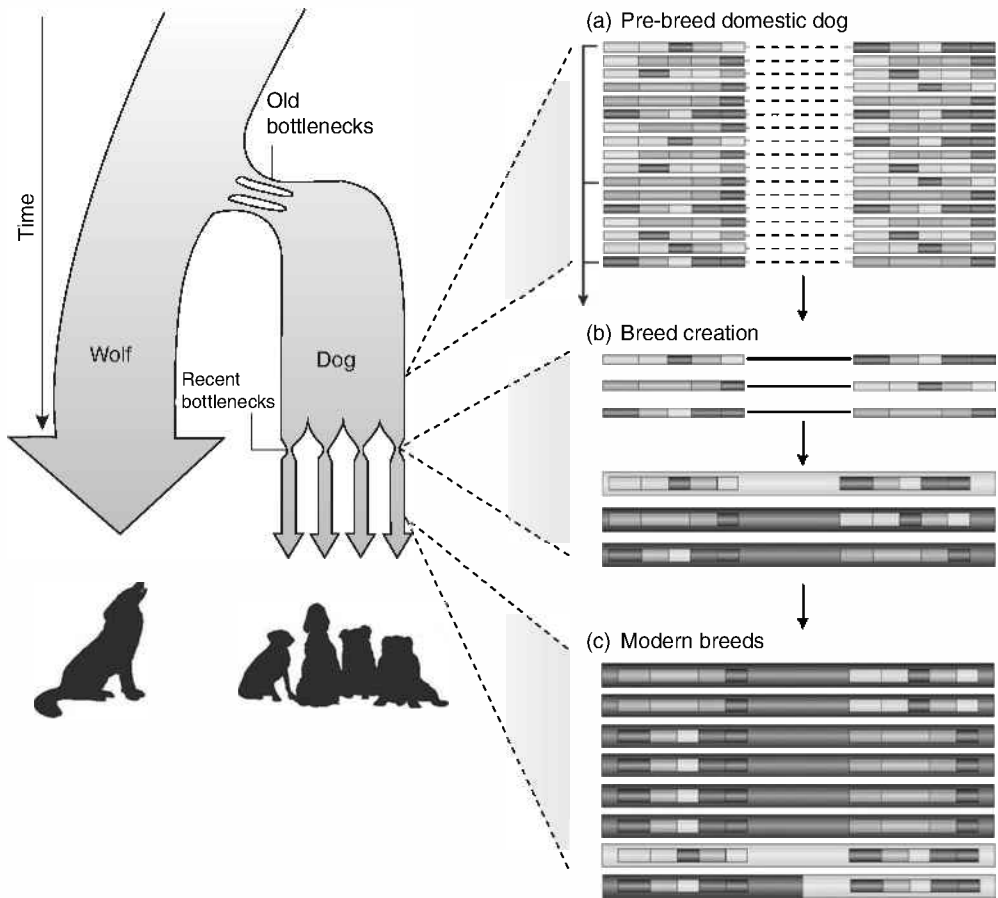 Time
Old
bottlenecks
Wolf
Dog
Recent
bottlenecks
(a) Pre-breed domestic dog
(b) Breed creation
(c) Modern breeds